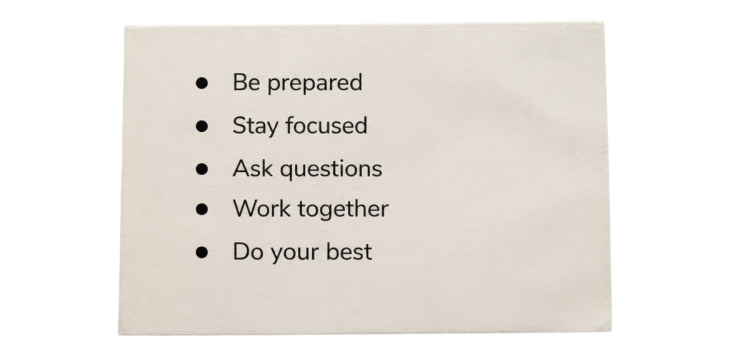 ● Be prepared
● Stay focused
● Ask questions
● Work together
● Do your best